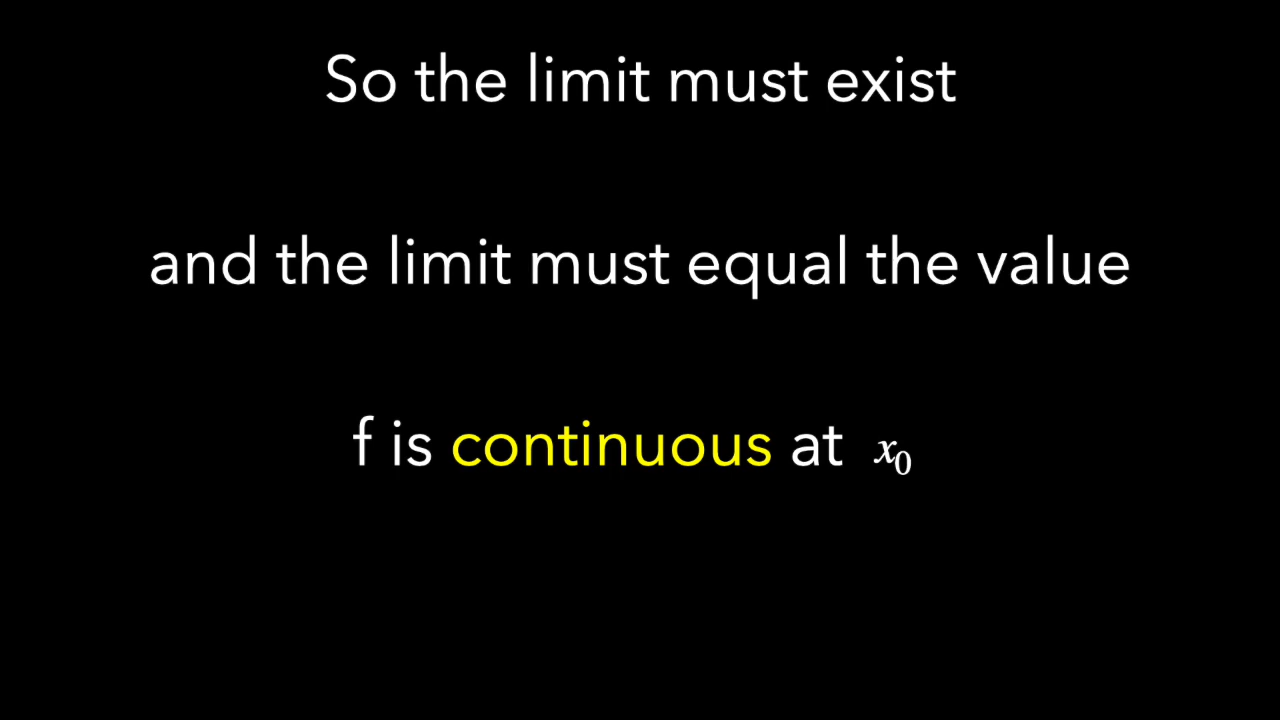 So the limit must exist
and the limit must equal the value
f is continuous at x₀